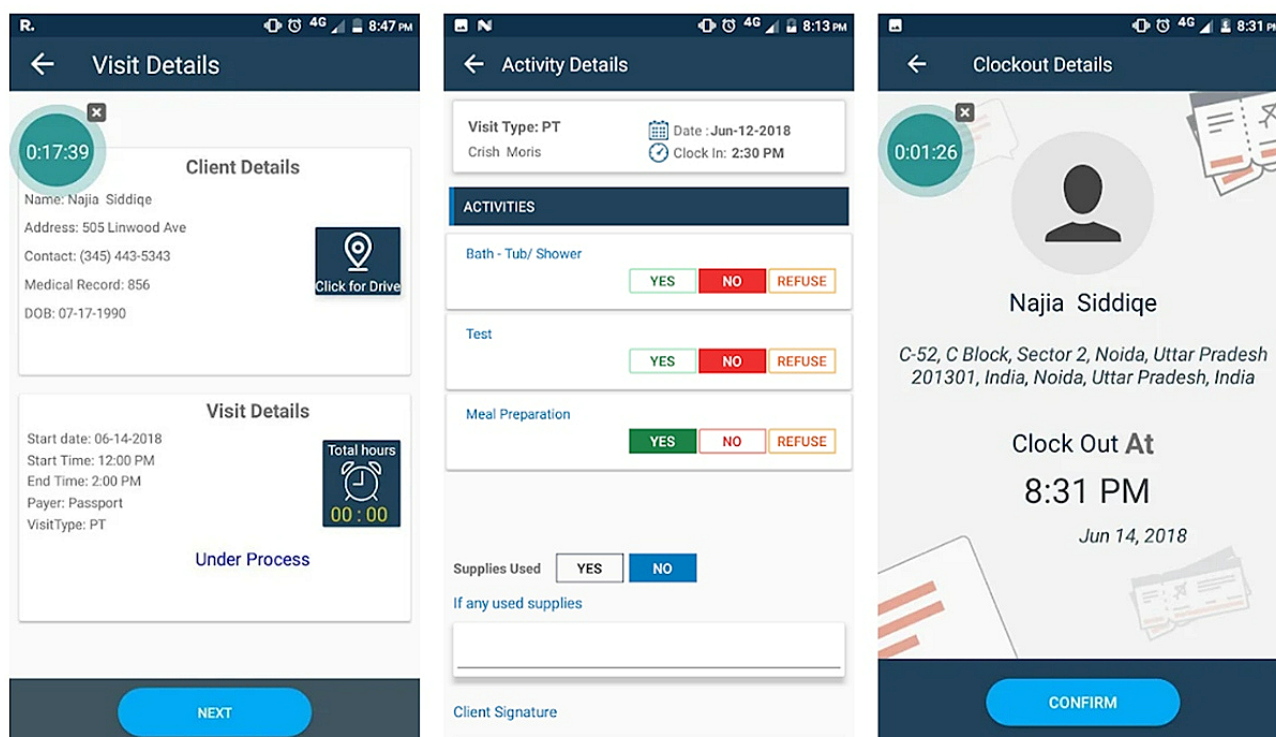 R. 4G 8:47 PM
Visit Details
0:17:39
Client Details
Name: Najia Siddiqe
Address: 505 Linwood Ave
Contact: (345) 443-5343
Medical Record: 856
DOB: 07-17-1990
Click for Drive
Visit Details
Start date: 06-14-2018
Start Time: 12:00 PM
End Time: 2:00 PM
Payer: Passport
VisitType: PT
Total hours
00 : 00
Under Process
NEXT
N 4G 8:13 PM
Activity Details
Visit Type: PT
Crish Moris
Date : Jun-12-2018
Clock In: 2:30 PM
ACTIVITIES
Bath - Tub/ Shower
YES NO REFUSE
Test
YES NO REFUSE
Meal Preparation
YES NO REFUSE
Supplies Used YES NO
If any used supplies
Client Signature
4G 8:31 PM
Clockout Details
0:01:26
Najia Siddiqe
C-52, C Block, Sector 2, Noida, Uttar Pradesh
201301, India, Noida, Uttar Pradesh, India
Clock Out At
8:31 PM
Jun 14, 2018
CONFIRM